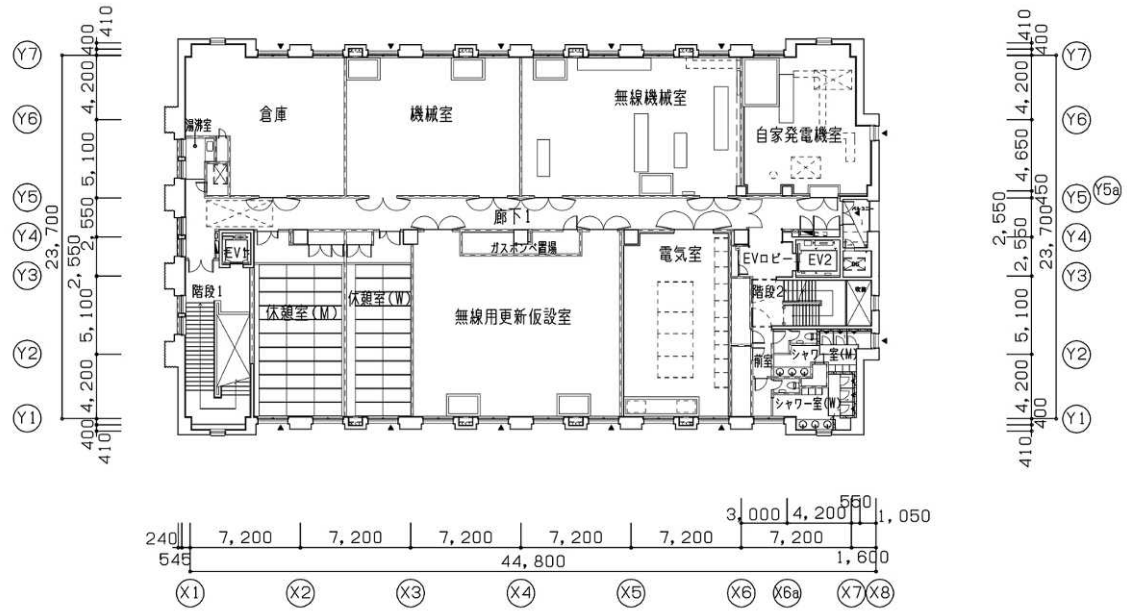 410
400
4,200
5,100
2,550
23,700
2,550
5,100
4,200
400
410
Y7
Y6
Y5
Y4
Y3
Y2
Y1
倉庫
機械室
無線機械室
自家発電機室
湯沸室
廊下1
ガスボンベ置場
電気室
EV1
EVロビー
EV2
階段1
休憩室(M)
休憩室(W)
無線用更新仮設室
階段2
前室
シャワー室(M)
シャワー室(W)
410
400
4,200
4,650
450
2,550
23,700
2,550
5,100
4,200
400
410
Y7
Y6
Y5
Y5a
Y4
Y3
Y2
Y1
550
3,000
4,200
1,050
240
7,200
7,200
7,200
7,200
7,200
7,200
545
44,800
1,600
X1
X2
X3
X4
X5
X6
X6a
X7
X8